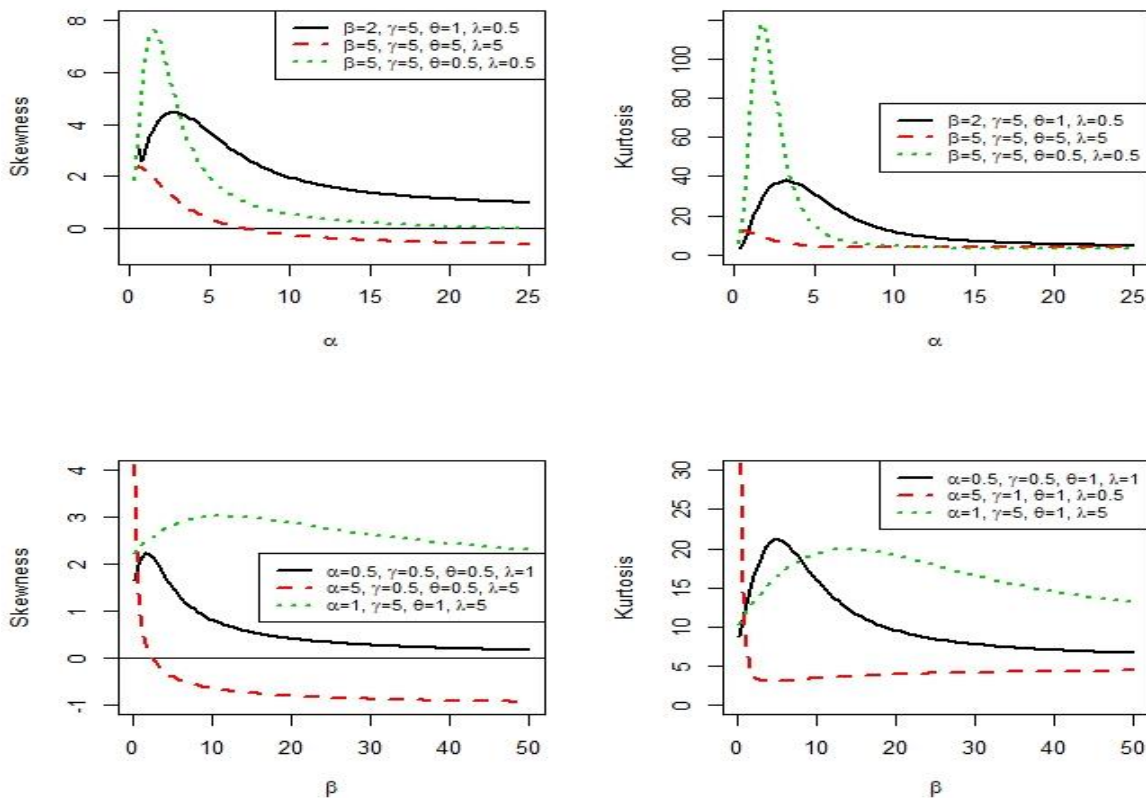 Skewness
8
6
4
2
0
β=2, γ=5, θ=1, λ=0.5
β=5, γ=5, θ=5, λ=5
β=5, γ=5, θ=0.5, λ=0.5
0 5 10 15 20 25
α
Kurtosis
100
80
60
40
20
0
β=2, γ=5, θ=1, λ=0.5
β=5, γ=5, θ=5, λ=5
β=5, γ=5, θ=0.5, λ=0.5
0 5 10 15 20 25
α
Skewness
4
3
2
1
0
-1
α=0.5, γ=0.5, θ=0.5, λ=1
α=5, γ=0.5, θ=0.5, λ=5
α=1, γ=5, θ=1, λ=5
0 10 20 30 40 50
β
Kurtosis
30
25
20
15
10
5
0
α=0.5, γ=0.5, θ=1, λ=1
α=5, γ=1, θ=1, λ=0.5
α=1, γ=5, θ=1, λ=5
0 10 20 30 40 50
β